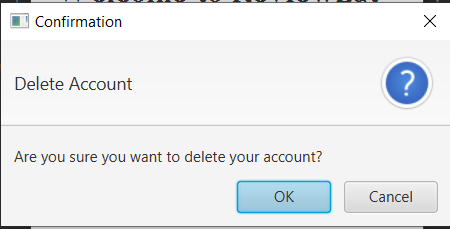 Confirmation
Delete Account
?
Are you sure you want to delete your account?
OK
Cancel